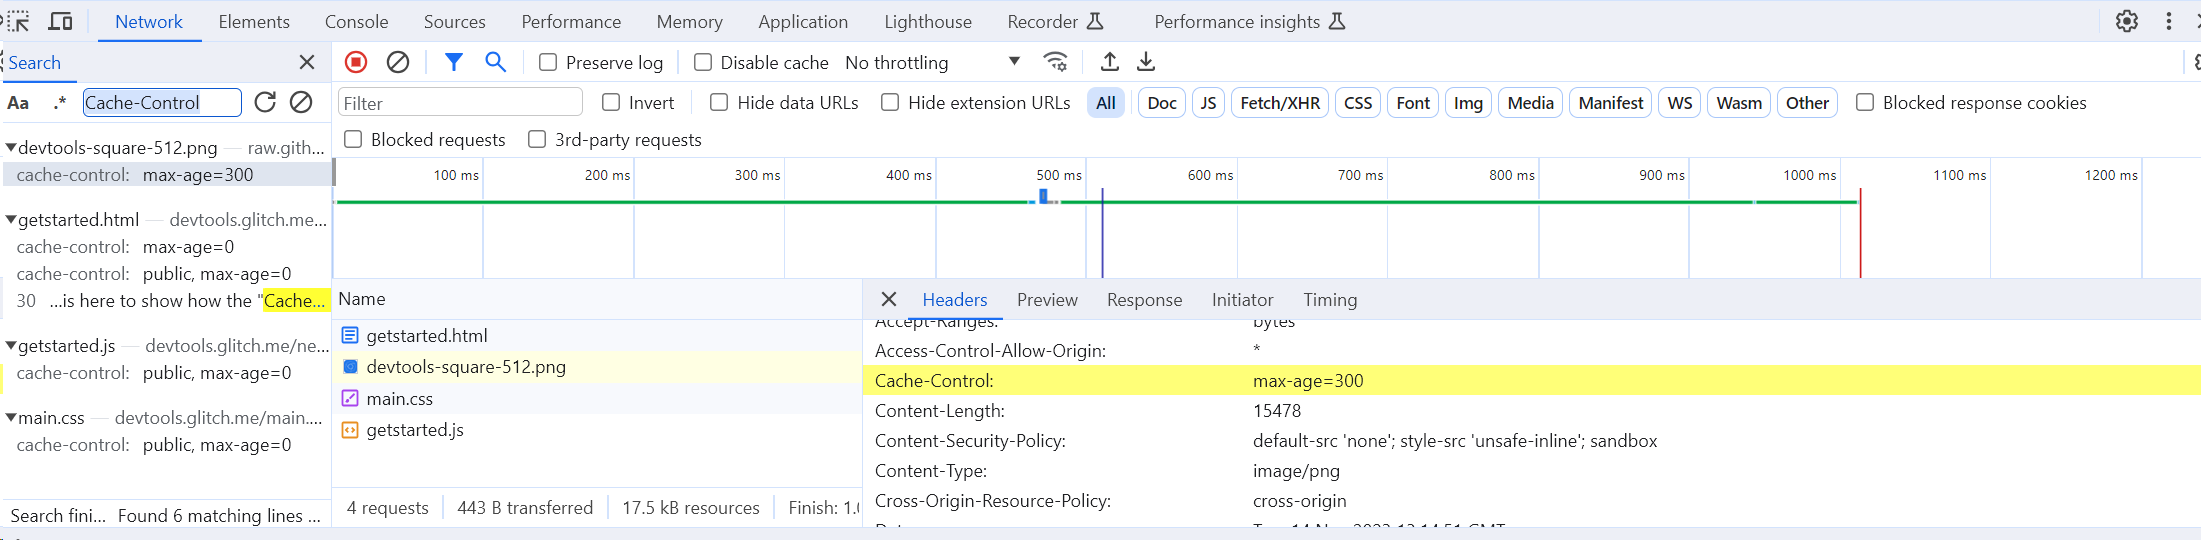 Network Elements Console Sources Performance Memory Application Lighthouse Recorder Performance insights
Search
Preserve log Disable cache No throttling
Aa .* Cache-Control
Filter Invert Hide data URLs Hide extension URLs All Doc JS Fetch/XHR CSS Font Img Media Manifest WS Wasm Other Blocked response cookies
Blocked requests 3rd-party requests
devtools-square-512.png — raw.gith...
cache-control: max-age=300
getstarted.html — devtools.glitch.me...
cache-control: max-age=0
cache-control: public, max-age=0
30 ...is here to show how the "Cache...
getstarted.js — devtools.glitch.me/ne...
cache-control: public, max-age=0
main.css — devtools.glitch.me/main....
cache-control: public, max-age=0
Search fini... Found 6 matching lines ...
100 ms 200 ms 300 ms 400 ms 500 ms 600 ms 700 ms 800 ms 900 ms 1000 ms 1100 ms 1200 ms
Name
getstarted.html
devtools-square-512.png
main.css
getstarted.js
4 requests 443 B transferred 17.5 kB resources Finish: 1.0
Headers Preview Response Initiator Timing
Accept-Ranges: bytes
Access-Control-Allow-Origin: *
Cache-Control: max-age=300
Content-Length: 15478
Content-Security-Policy: default-src 'none'; style-src 'unsafe-inline'; sandbox
Content-Type: image/png
Cross-Origin-Resource-Policy: cross-origin